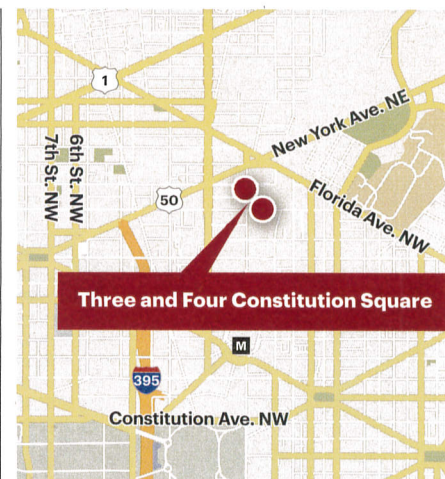 1
New York Ave. NE
7th St. NW
6th St. NW
50
Florida Ave. NW
Three and Four Constitution Square
M
395
Constitution Ave. NW